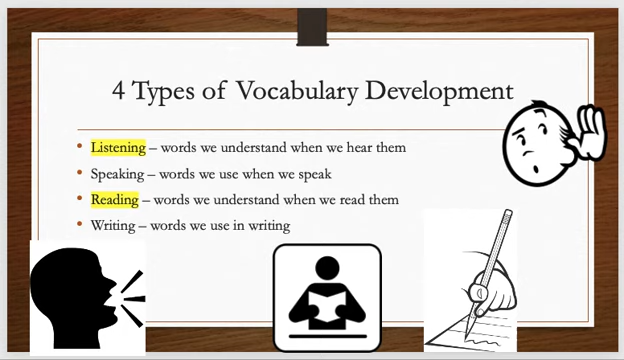 4 Types of Vocabulary Development
• Listening – words we understand when we hear them
• Speaking – words we use when we speak
• Reading – words we understand when we read them
• Writing – words we use in writing